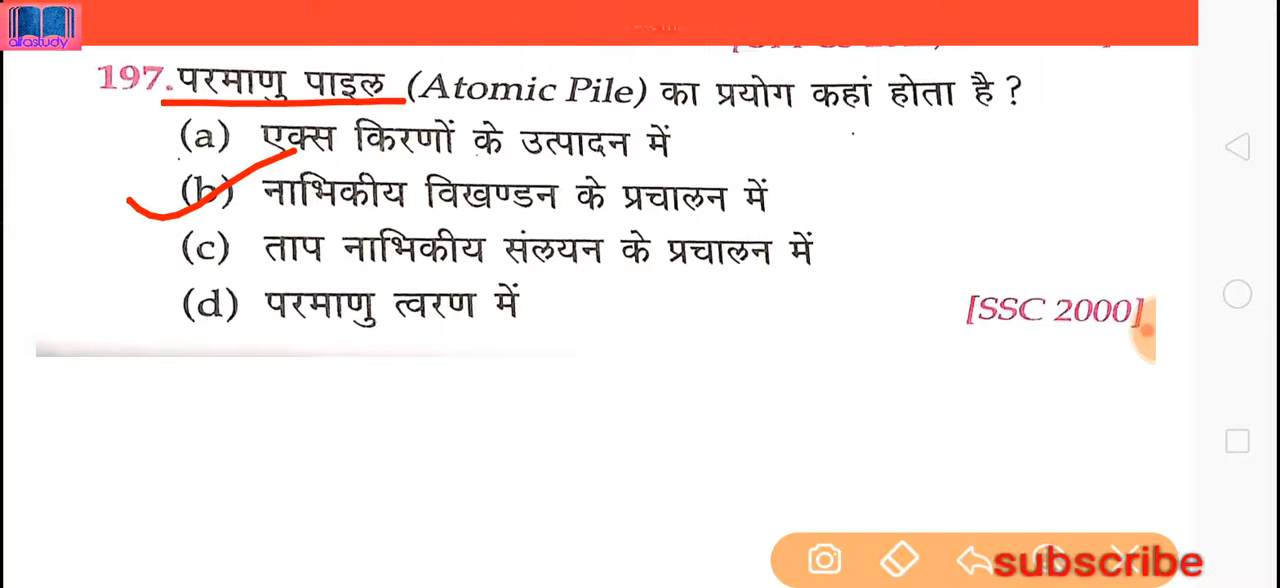 alfastudy
197. परमाणु पाइल (Atomic Pile) का प्रयोग कहां होता है ?
(a) एक्स किरणों के उत्पादन में
(b) नाभिकीय विखण्डन के प्रचालन में
(c) ताप नाभिकीय संलयन के प्रचालन में
(d) परमाणु त्वरण में
[SSC 2000]
subscribe